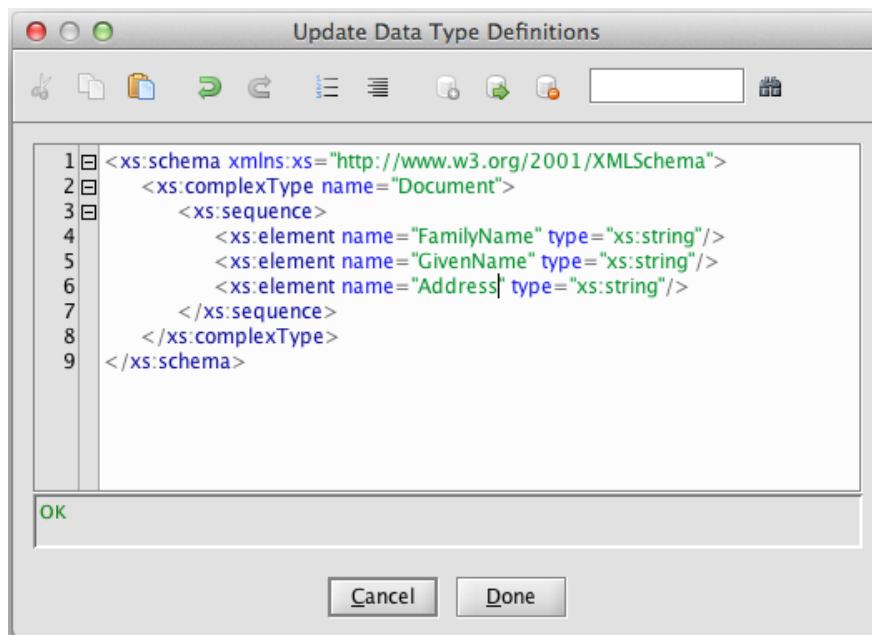 Update Data Type Definitions
1 <xs:schema xmlns:xs="http://www.w3.org/2001/XMLSchema">
2 <xs:complexType name="Document">
3 <xs:sequence>
4 <xs:element name="FamilyName" type="xs:string"/>
5 <xs:element name="GivenName" type="xs:string"/>
6 <xs:element name="Address" type="xs:string"/>
7 </xs:sequence>
8 </xs:complexType>
9 </xs:schema>
OK
Cancel Done